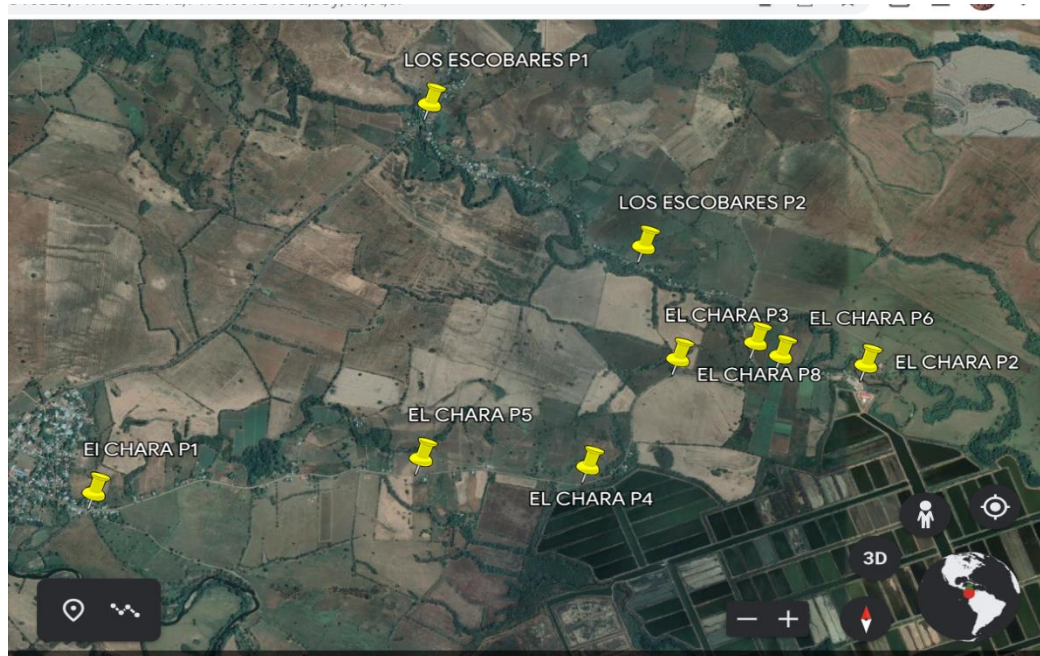 LOS ESCOBARES P1
LOS ESCOBARES P2
EL CHARA P3
EL CHARA P6
EL CHARA P2
EL CHARA P8
EL CHARA P5
El CHARA P1
EL CHARA P4
3D